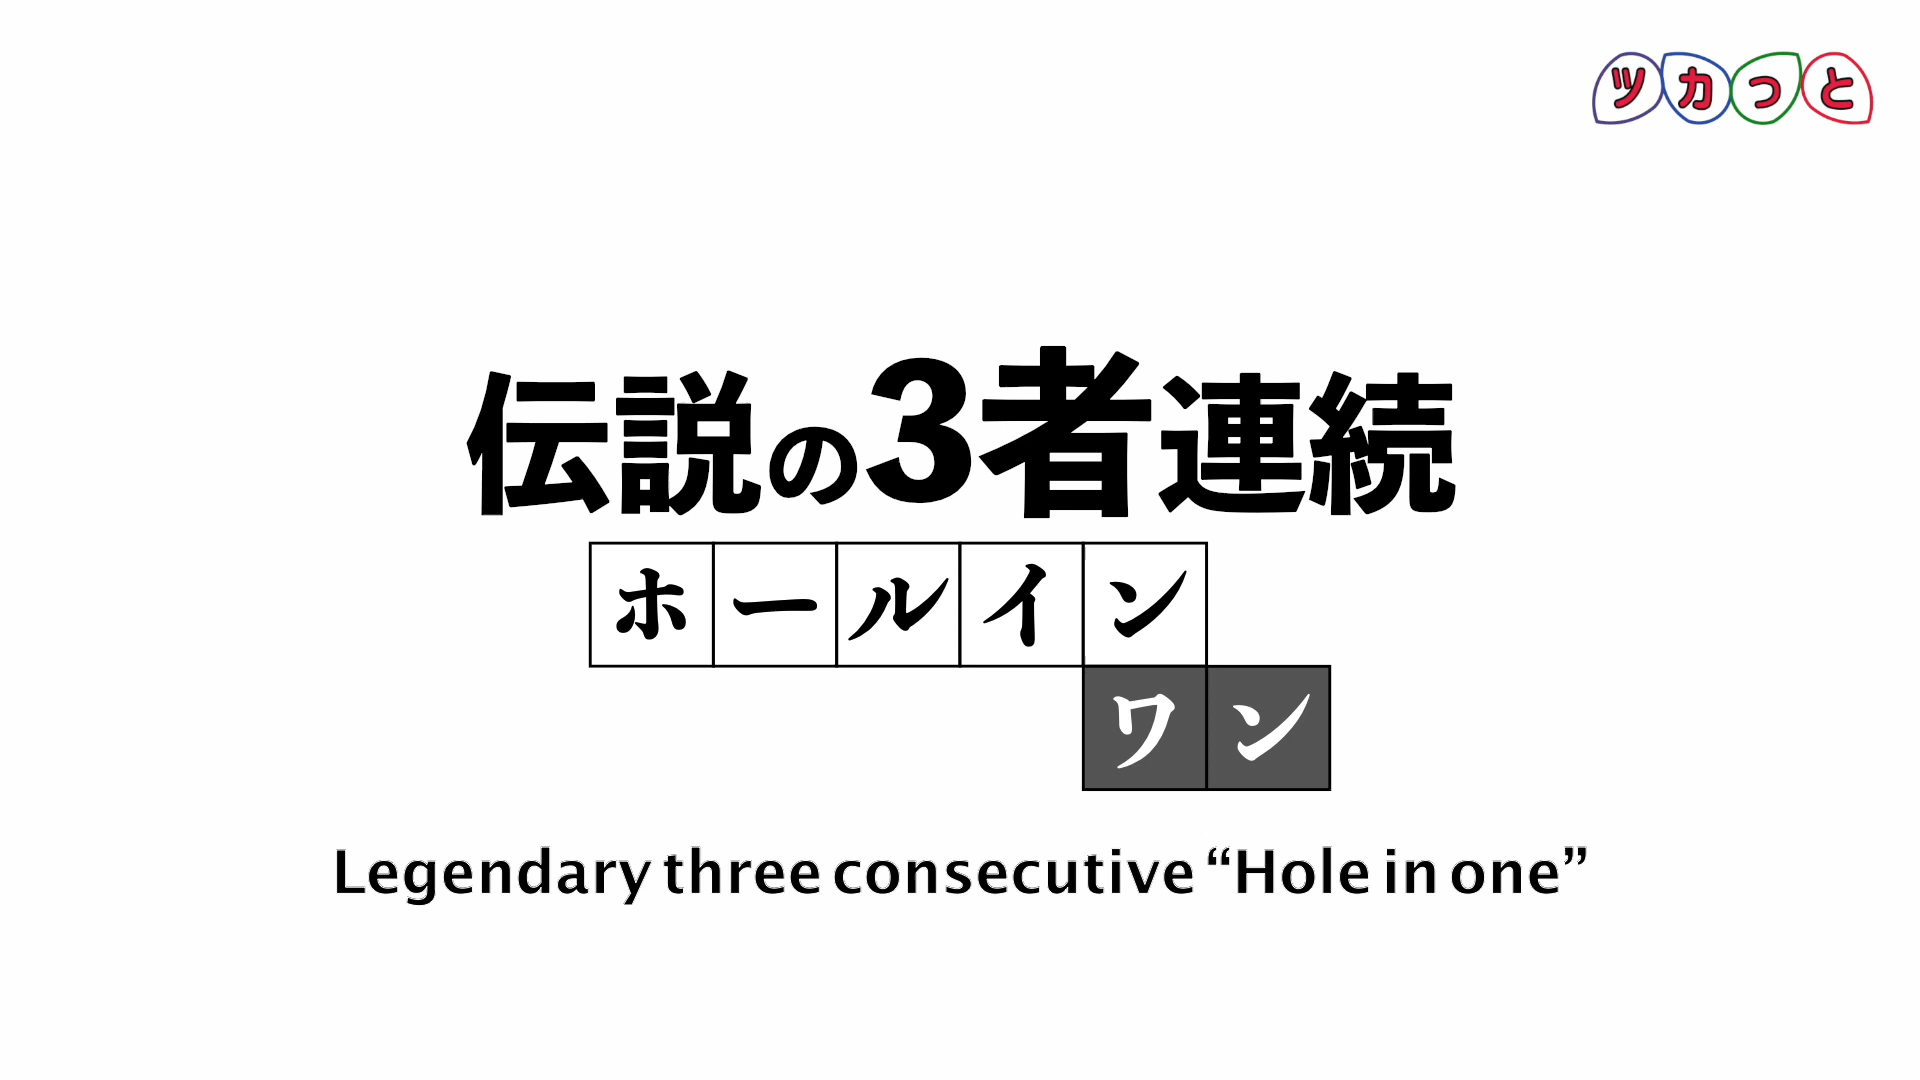 ツカっと
伝説の3者連続
ホールイン
ワン
Legendary three consecutive “Hole in one”